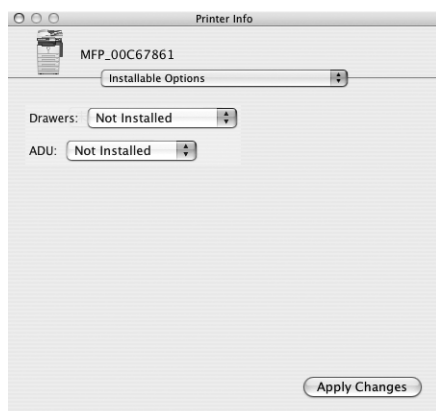 Printer Info
MFP_00C67861
Installable Options
Drawers: Not Installed
ADU: Not Installed
Apply Changes